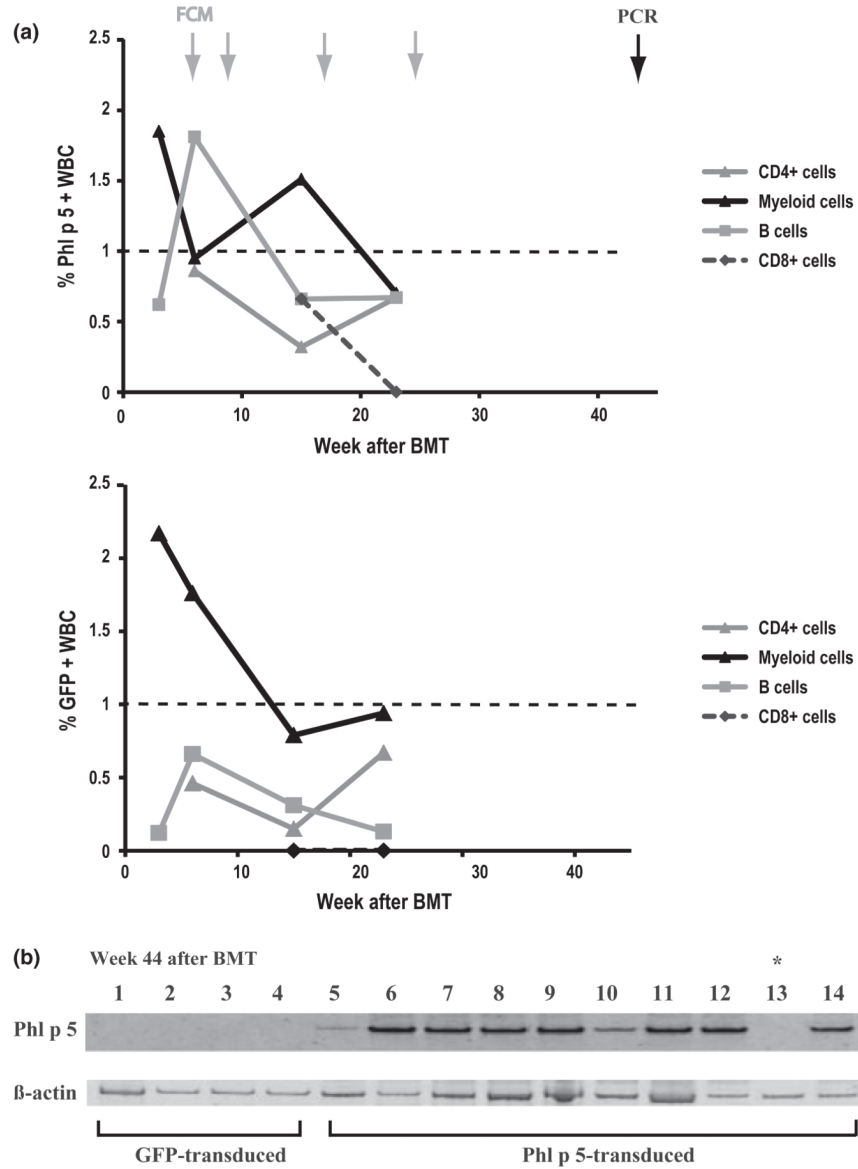 (a)
FCM
PCR
2.5
2
1.5
1
0.5
0
% Phl p 5 + WBC
0 10 20 30 40
Week after BMT
CD4+ cells
Myeloid cells
B cells
CD8+ cells
2.5
2
1.5
1
0.5
0
% GFP + WBC
0 10 20 30 40
Week after BMT
CD4+ cells
Myeloid cells
B cells
CD8+ cells
(b) Week 44 after BMT
*
1 2 3 4 5 6 7 8 9 10 11 12 13 14
Phl p 5
ß-actin
GFP-transduced Phl p 5-transduced